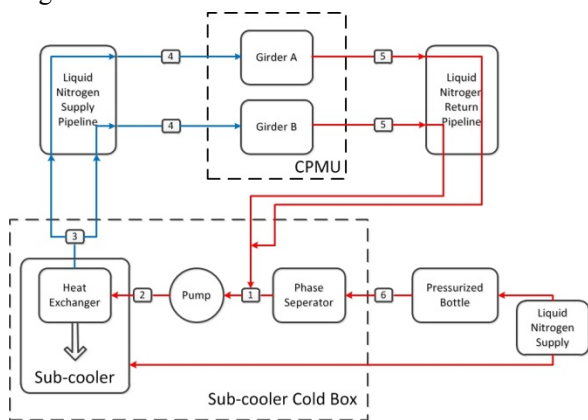 Liquid
Nitrogen
Supply
Pipeline
4
4
Girder A
Girder B
CPMU
5
5
Liquid
Nitrogen
Return
Pipeline
3
Heat
Exchanger
Sub-cooler
2
Pump
1
Phase
Seperator
6
Pressurized
Bottle
Liquid
Nitrogen
Supply
Sub-cooler Cold Box